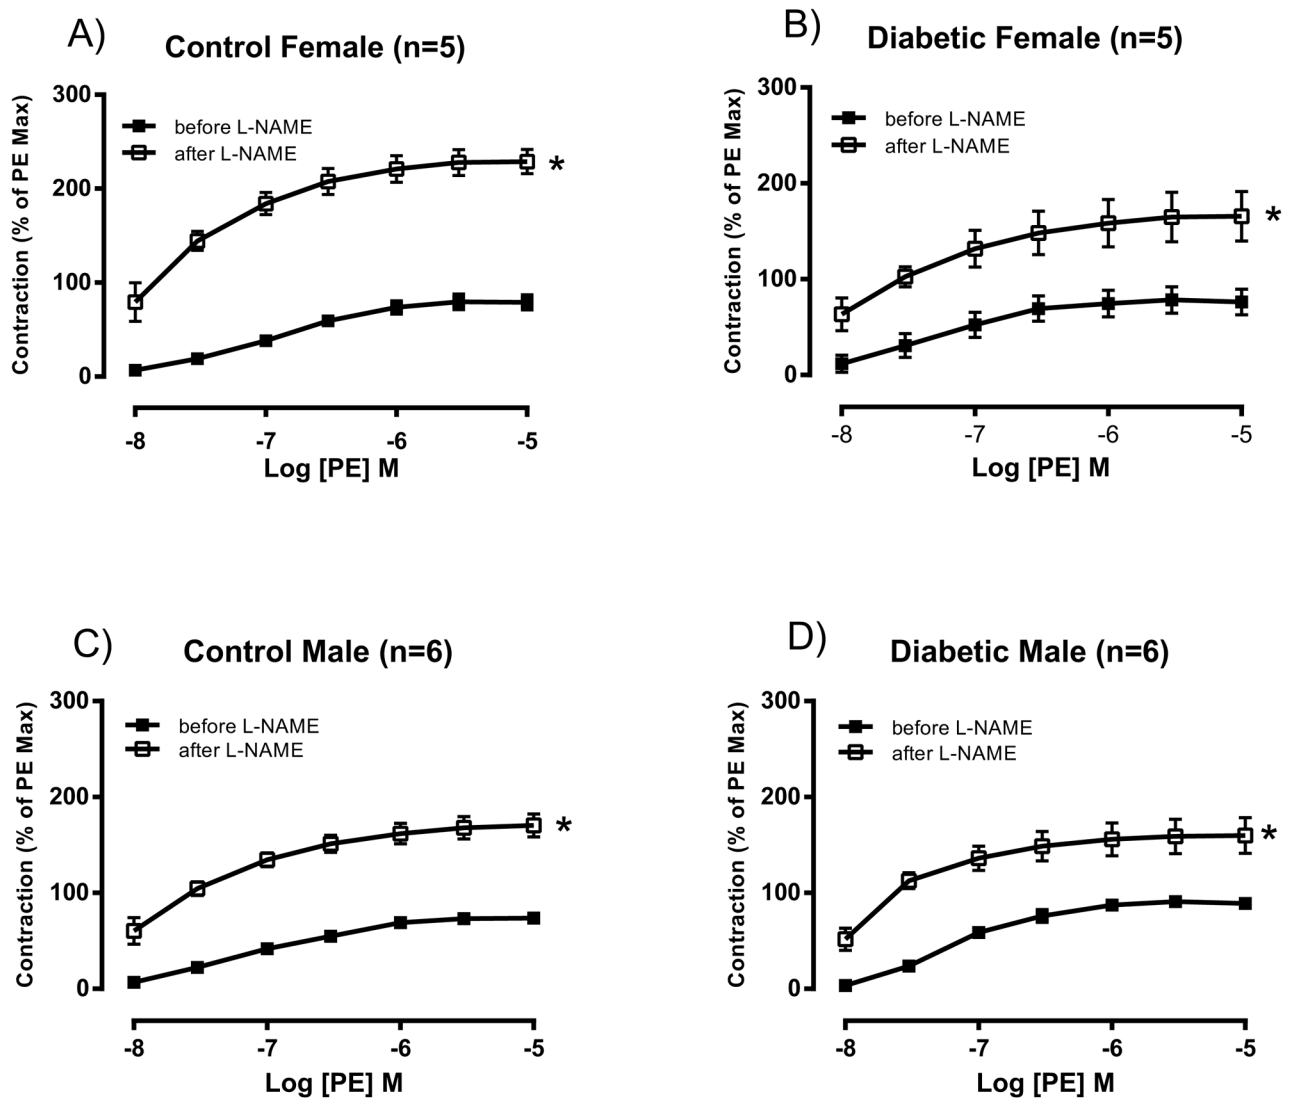 A)
Control Female (n=5)
Contraction (% of PE Max)
300
200
100
0
before L-NAME
after L-NAME
*
-8
-7
-6
-5
Log [PE] M
B)
Diabetic Female (n=5)
Contraction (% of PE Max)
300
200
100
0
before L-NAME
after L-NAME
*
-8
-7
-6
-5
Log [PE] M
C)
Control Male (n=6)
Contraction (% of PE Max)
300
200
100
0
before L-NAME
after L-NAME
*
-8
-7
-6
-5
Log [PE] M
D)
Diabetic Male (n=6)
Contraction (% of PE Max)
300
200
100
0
before L-NAME
after L-NAME
*
-8
-7
-6
-5
Log [PE] M